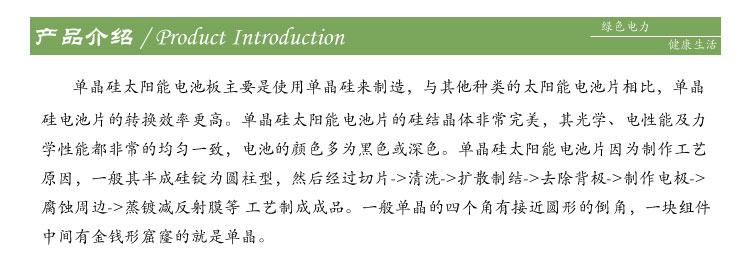 产品介绍 / Product Introduction
绿色电力
健康生活
单晶硅太阳能电池板主要是使用单晶硅来制造，与其他种类的太阳能电池片相比，单晶
硅电池片的转换效率更高。单晶硅太阳能电池片的硅结晶体非常完美，其光学、电性能及力
学性能都非常的均匀一致，电池的颜色多为黑色或深色。单晶硅太阳能电池片因为制作工艺
原因，一般其半成硅锭为圆柱型，然后经过切片->清洗->扩散制结->去除背极->制作电极->
腐蚀周边->蒸镀减反射膜等 工艺制成成品。一般单晶的四个角有接近圆形的倒角，一块组件
中间有金钱形窟窿的就是单晶。